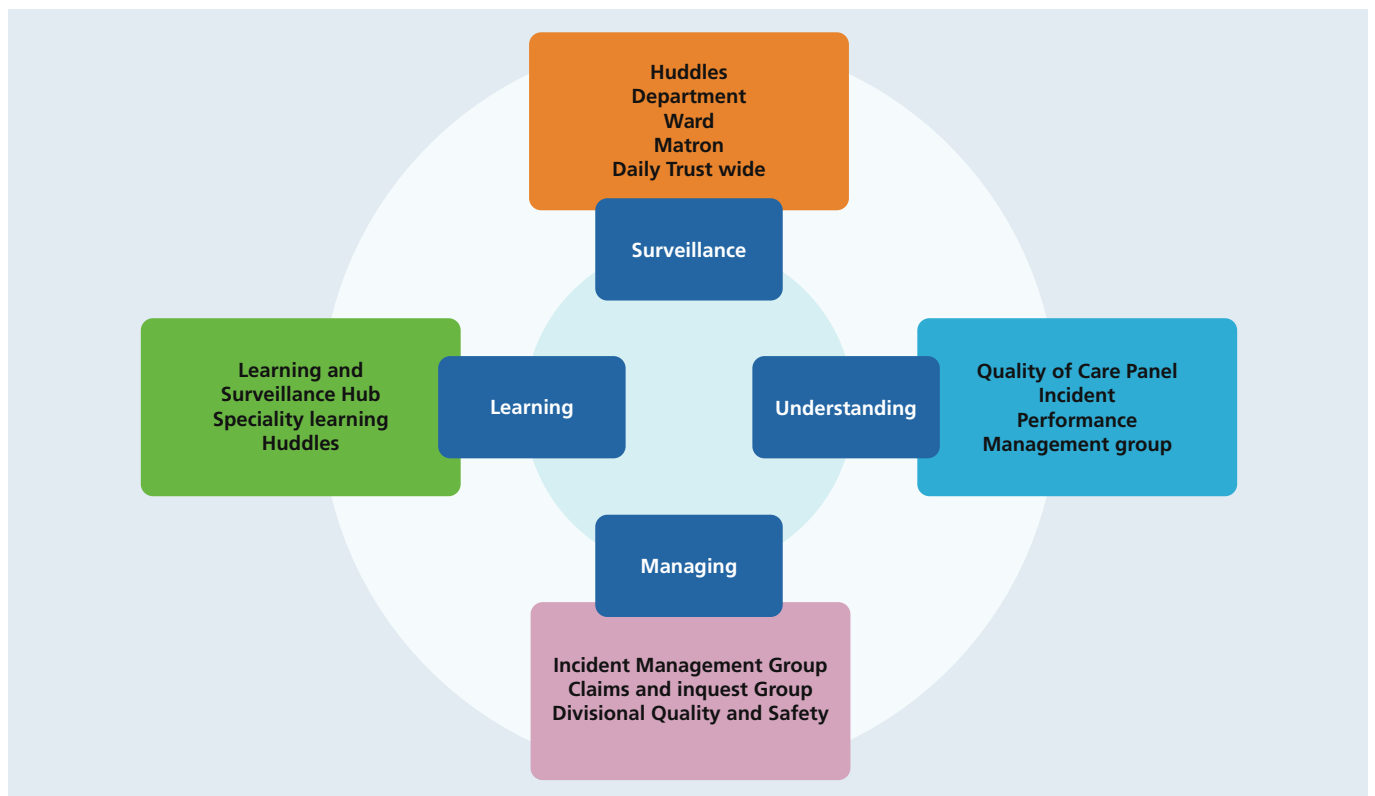 Huddles
Department
Ward
Matron
Daily Trust wide
Surveillance
Learning and
Surveillance Hub
Speciality learning
Huddles
Learning
Understanding
Quality of Care Panel
Incident
Performance
Management group
Managing
Incident Management Group
Claims and inquest Group
Divisional Quality and Safety